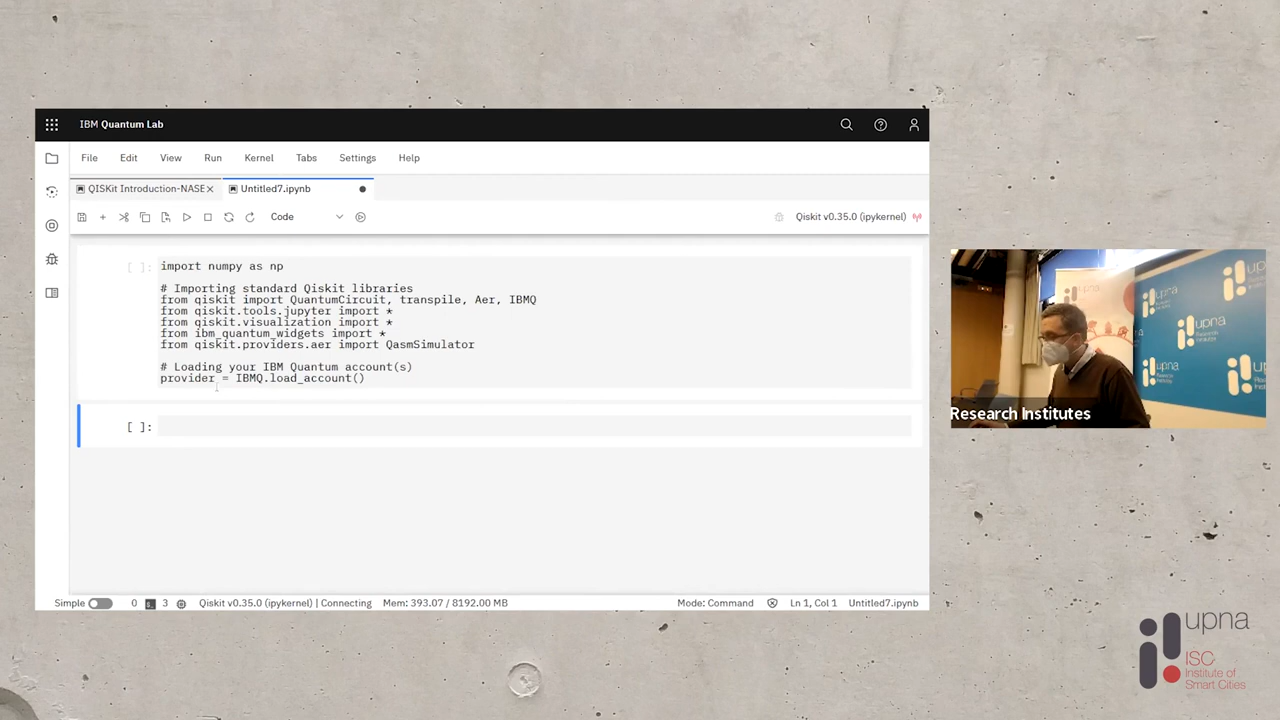 IBM Quantum Lab
File Edit View Run Kernel Tabs Settings Help
QISKit Introduction-NASE Untitled7.ipynb
Code Qiskit v0.35.0 (ipykernel)
[ ]: import numpy as np
# Importing standard Qiskit libraries
from qiskit import QuantumCircuit, transpile, Aer, IBMQ
from qiskit.tools.jupyter import *
from qiskit.visualization import *
from ibm_quantum_widgets import *
from qiskit.providers.aer import QasmSimulator
# Loading your IBM Quantum account(s)
provider = IBMQ.load_account()
[ ]:
Simple 0 3 Qiskit v0.35.0 (ipykernel) | Connecting Mem: 393.07 / 8192.00 MB Mode: Command Ln 1, Col 1 Untitled7.ipynb
upna
upna
upna
upna
Research Institutes
upna
ISC
Institute of
Smart Cities